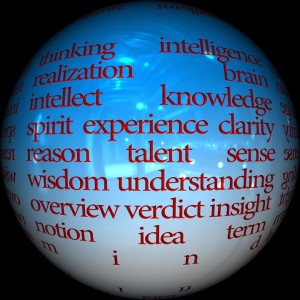 thinking intelligence
realization brain
intellect knowledge
spirit experience clarity
reason talent sense
wisdom understanding
overview verdict insight
notion idea term
m i n d